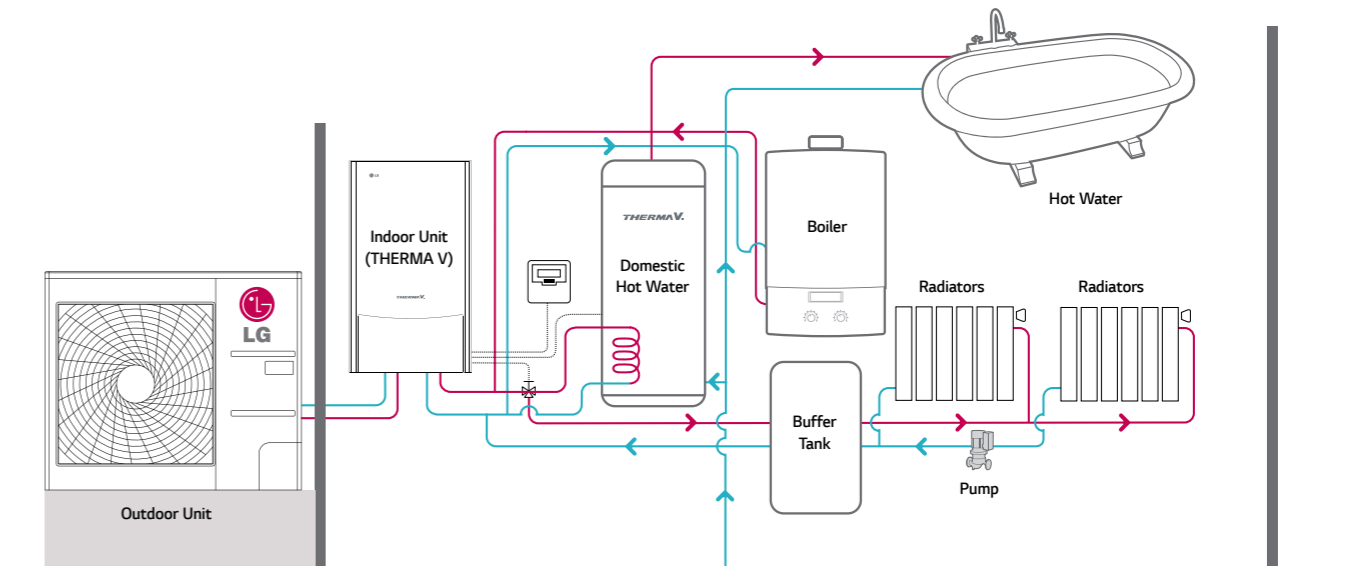 Hot Water
Boiler
THERMA V.
Indoor Unit
(THERMA V)
Domestic
Hot Water
Radiators
Radiators
LG
LG
THERMA V.
Buffer
Tank
Pump
Outdoor Unit